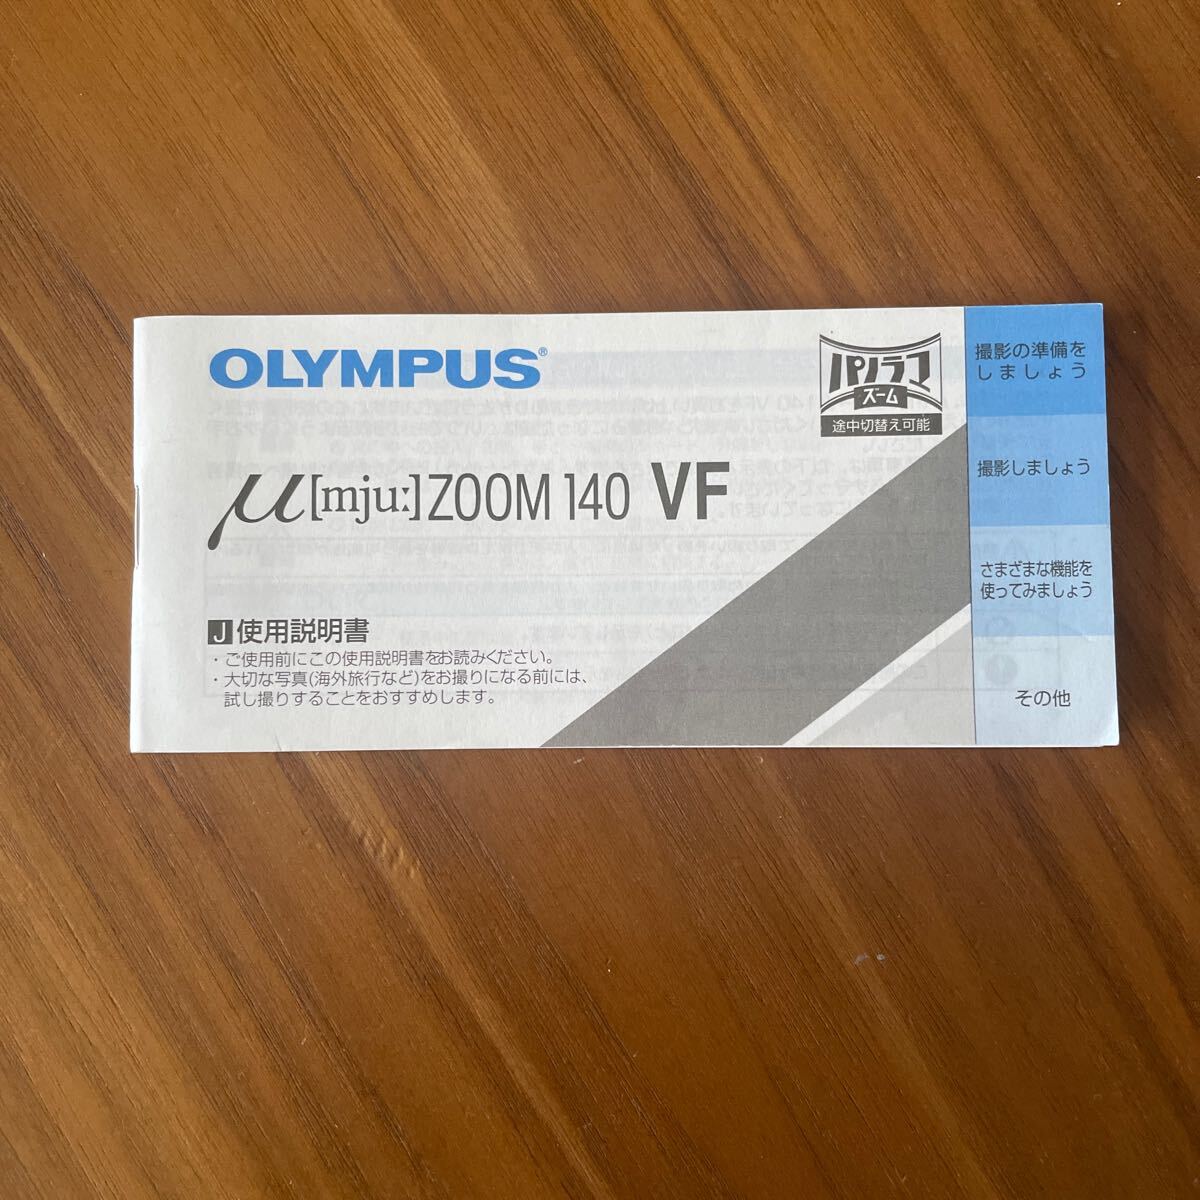 OLYMPUS®
パノラマ
ズーム
途中切替え可能
μ[mju:] ZOOM 140 VF
J 使用説明書
・ご使用前にこの使用説明書をお読みください。
・大切な写真(海外旅行など)をお撮りになる前には、
試し撮りすることをおすすめします。
撮影の準備を
しましょう
撮影しましょう
さまざまな機能を
使ってみましょう
その他